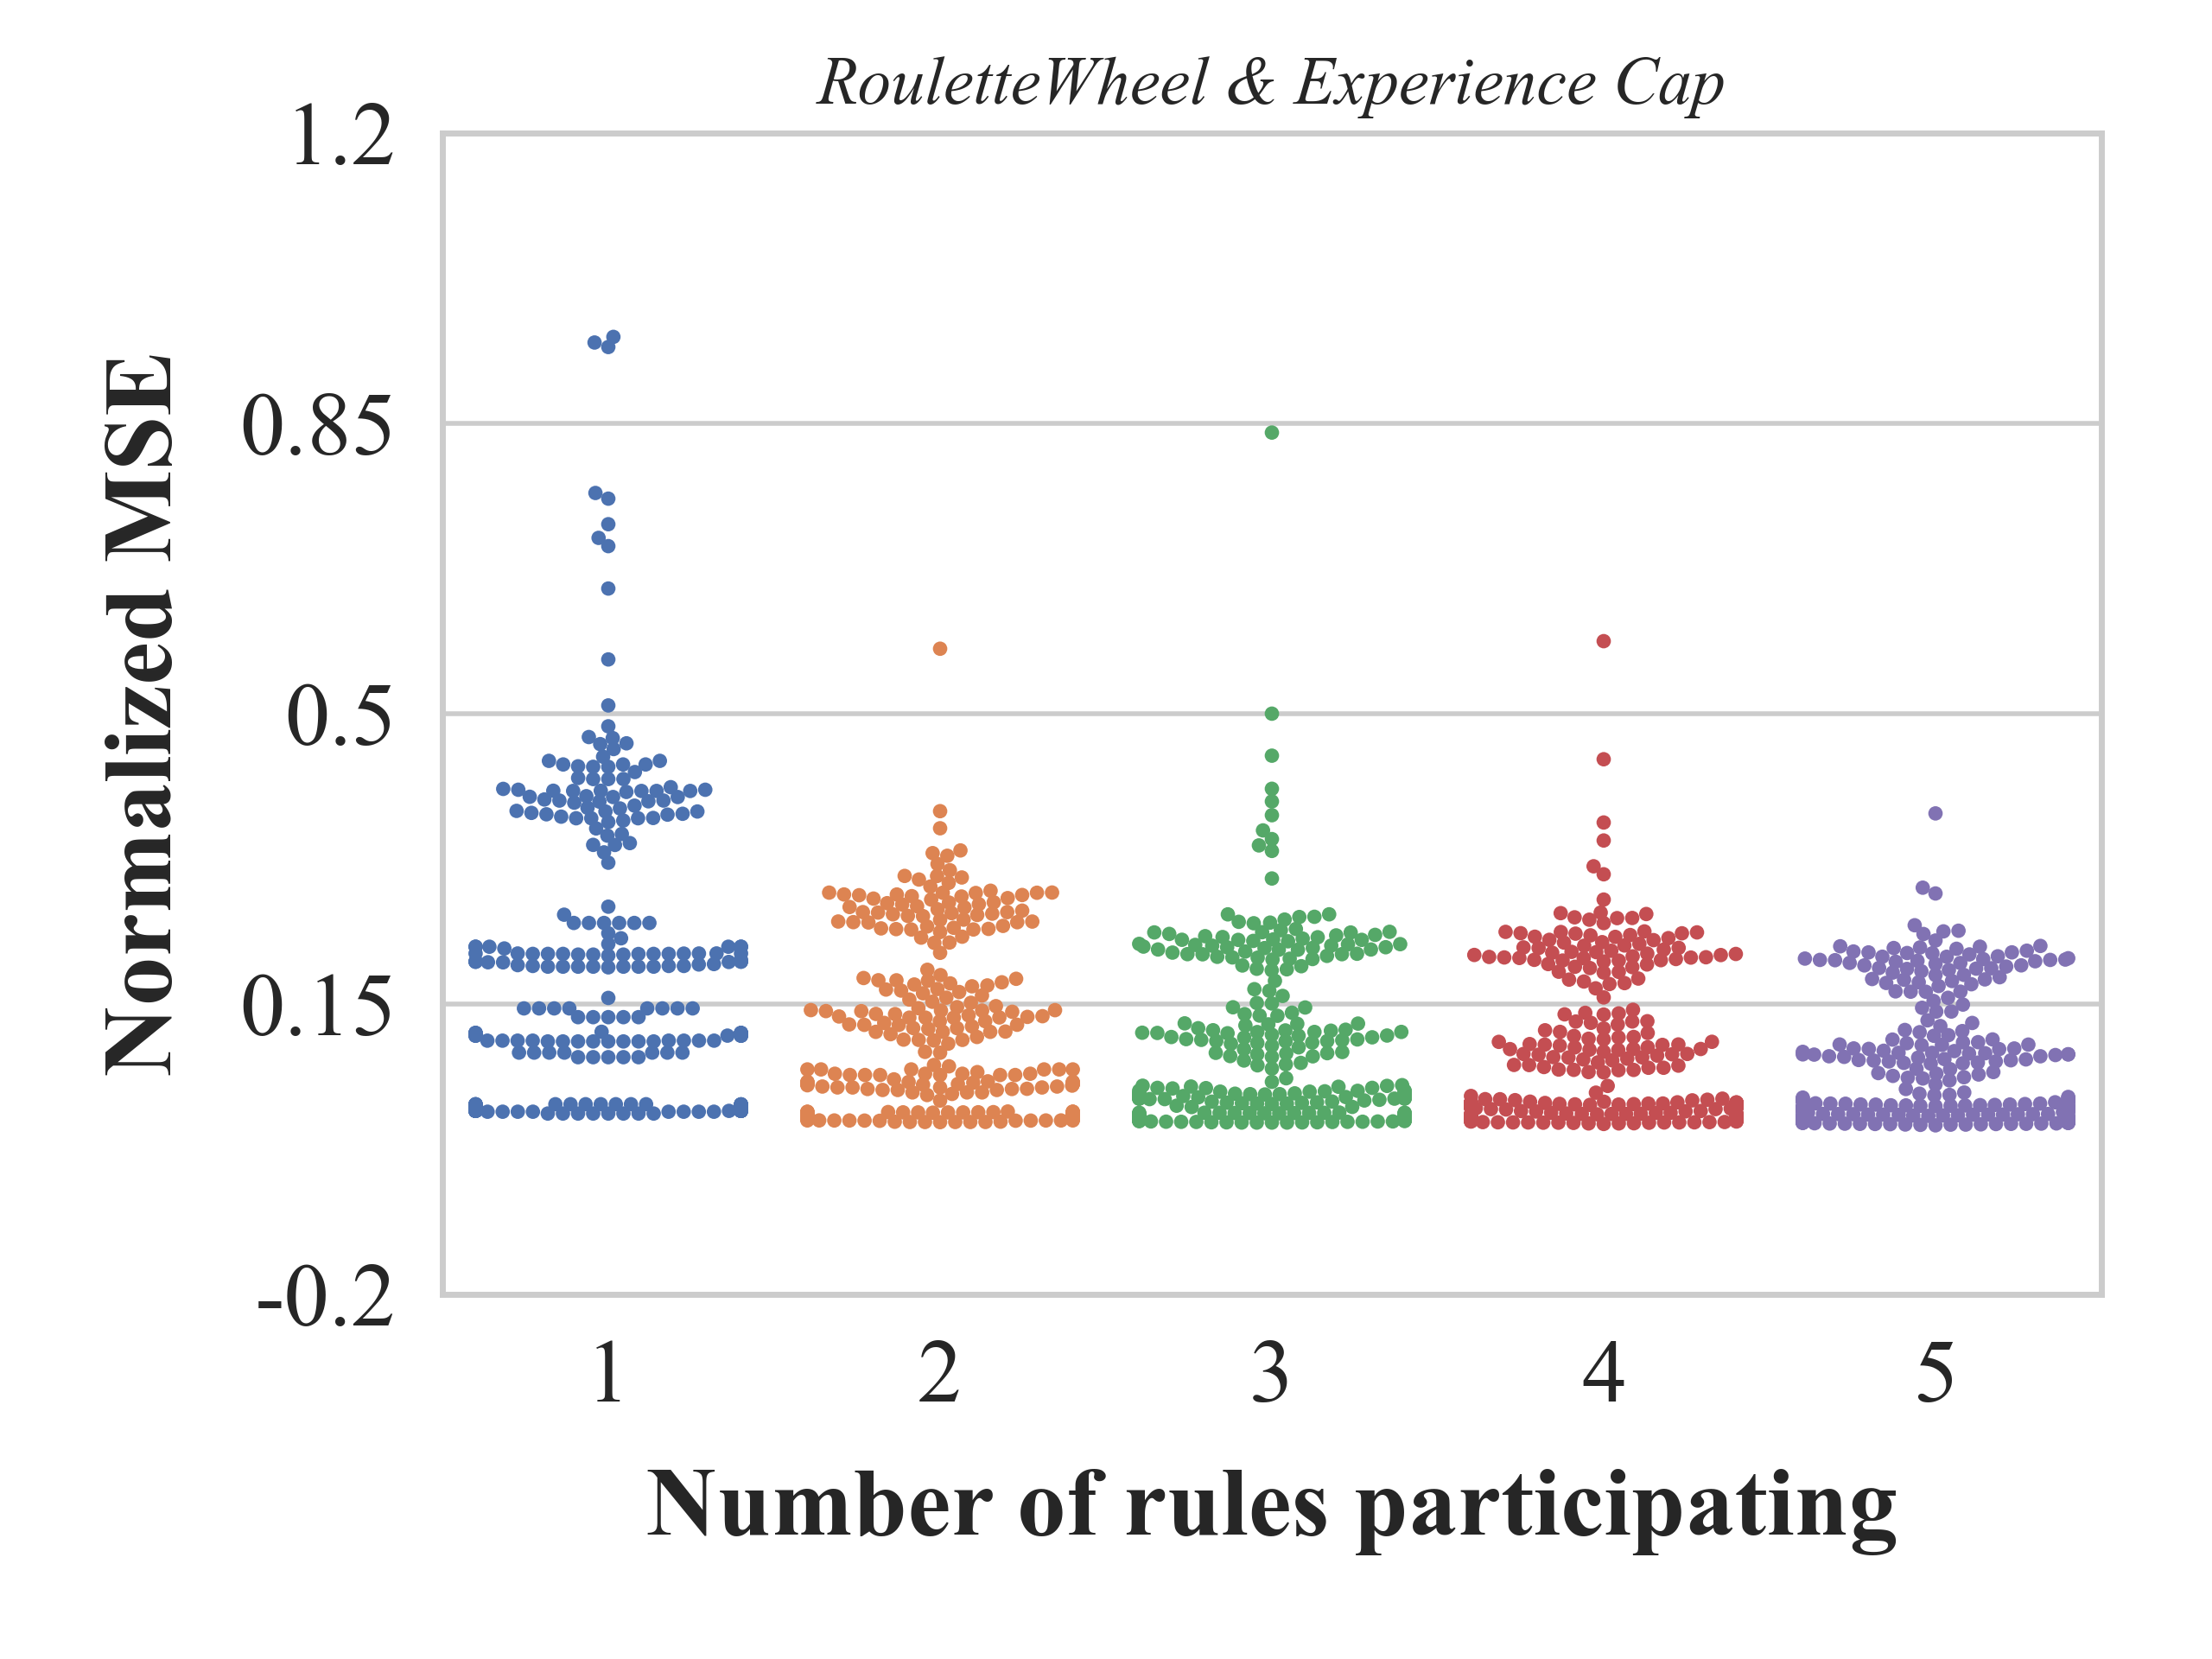 RouletteWheel & Experience Cap
1.2
0.85
0.5
0.15
-0.2
Normalized MSE
1 2 3 4 5
Number of rules participating